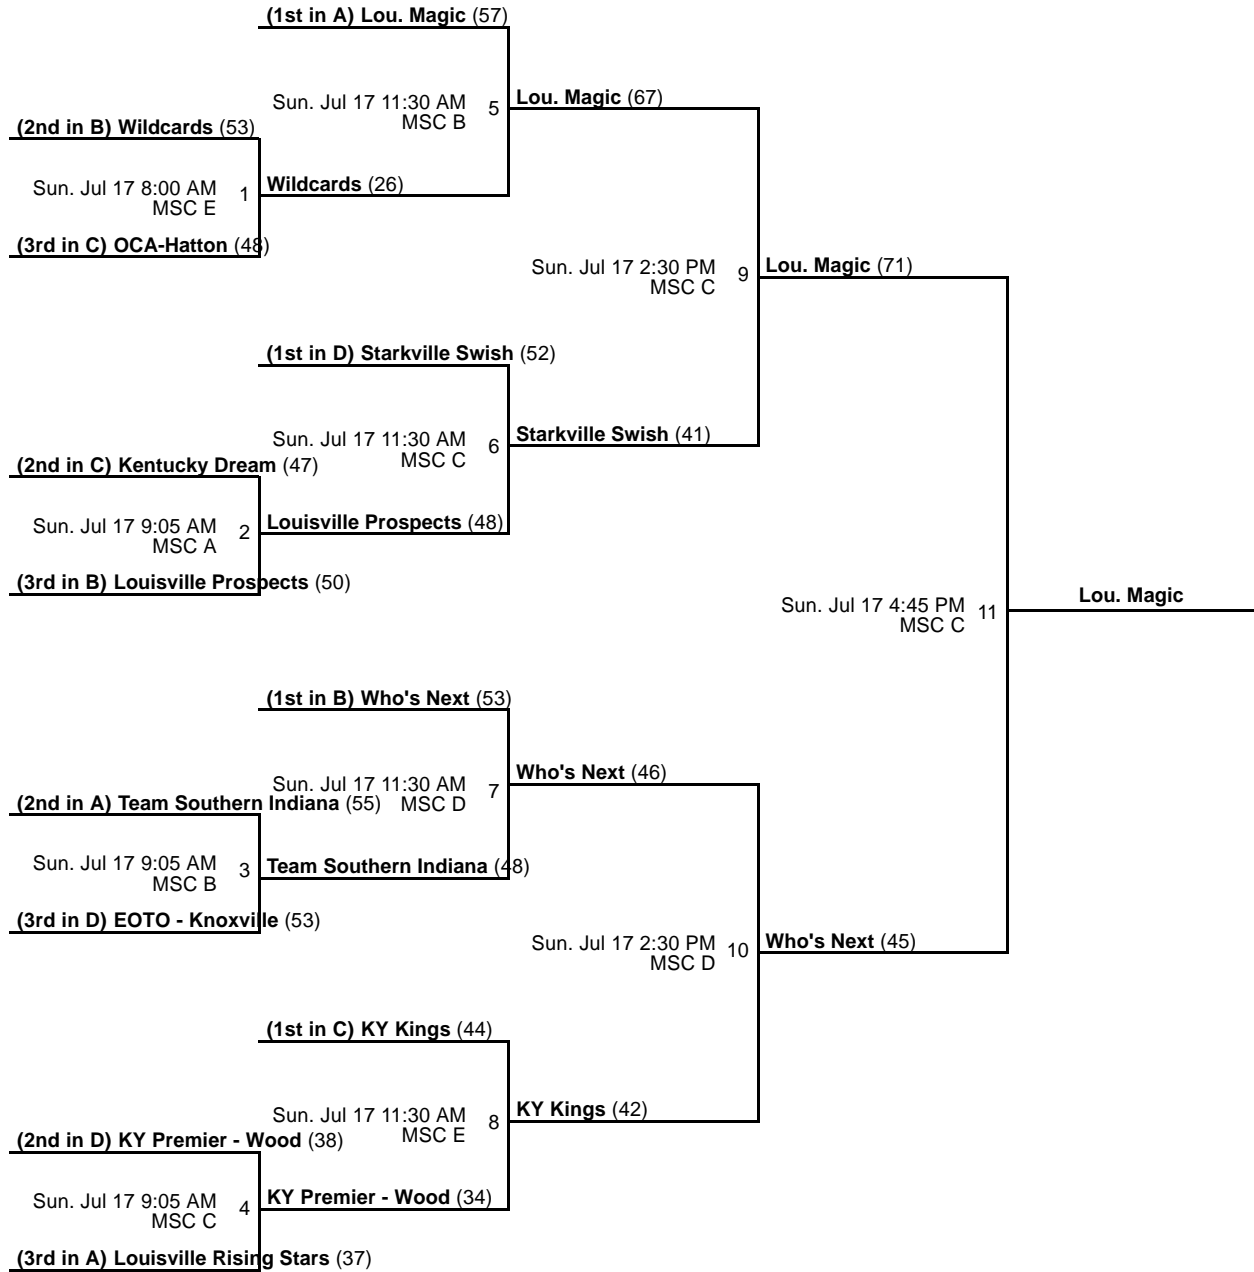 (1st in A) Lou. Magic (57)
Sun. Jul 17 11:30 AM
MSC B
5
Lou. Magic (67)
(2nd in B) Wildcards (53)
Sun. Jul 17 8:00 AM
MSC E
1
Wildcards (26)
(3rd in C) OCA-Hatton (48)
Sun. Jul 17 2:30 PM
MSC C
9
Lou. Magic (71)
(1st in D) Starkville Swish (52)
Sun. Jul 17 11:30 AM
MSC C
6
Starkville Swish (41)
(2nd in C) Kentucky Dream (47)
Sun. Jul 17 9:05 AM
MSC A
2
Louisville Prospects (48)
(3rd in B) Louisville Prospects (50)
Sun. Jul 17 4:45 PM
MSC C
11
Lou. Magic
(1st in B) Who's Next (53)
Sun. Jul 17 11:30 AM
MSC D
7
Who's Next (46)
(2nd in A) Team Southern Indiana (55)
Sun. Jul 17 9:05 AM
MSC B
3
Team Southern Indiana (48)
(3rd in D) EOTO - Knoxville (53)
Sun. Jul 17 2:30 PM
MSC D
10
Who's Next (45)
(1st in C) KY Kings (44)
Sun. Jul 17 11:30 AM
MSC E
8
KY Kings (42)
(2nd in D) KY Premier - Wood (38)
Sun. Jul 17 9:05 AM
MSC C
4
KY Premier - Wood (34)
(3rd in A) Louisville Rising Stars (37)